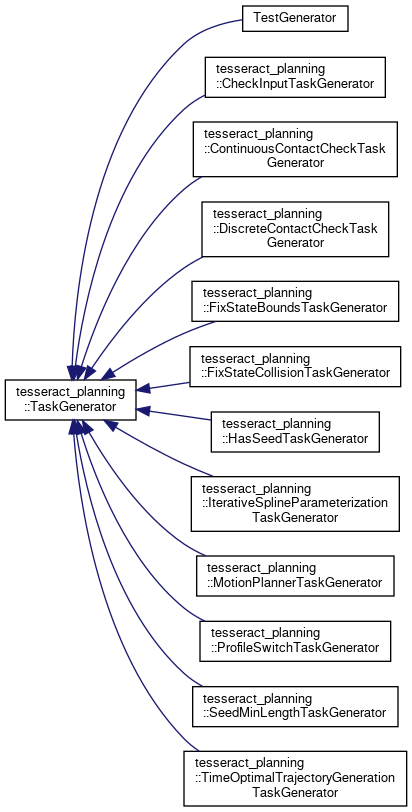 TestGenerator
tesseract_planning
::CheckInputTaskGenerator
tesseract_planning
::ContinuousContactCheckTask
Generator
tesseract_planning
::DiscreteContactCheckTask
Generator
tesseract_planning
::FixStateBoundsTaskGenerator
tesseract_planning
::FixStateCollisionTaskGenerator
tesseract_planning
::TaskGenerator
tesseract_planning
::HasSeedTaskGenerator
tesseract_planning
::IterativeSplineParameterization
TaskGenerator
tesseract_planning
::MotionPlannerTaskGenerator
tesseract_planning
::ProfileSwitchTaskGenerator
tesseract_planning
::SeedMinLengthTaskGenerator
tesseract_planning
::TimeOptimalTrajectoryGeneration
TaskGenerator